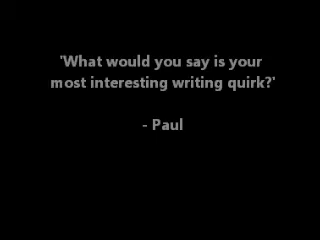 'What would you say is your
most interesting writing quirk?'
- Paul